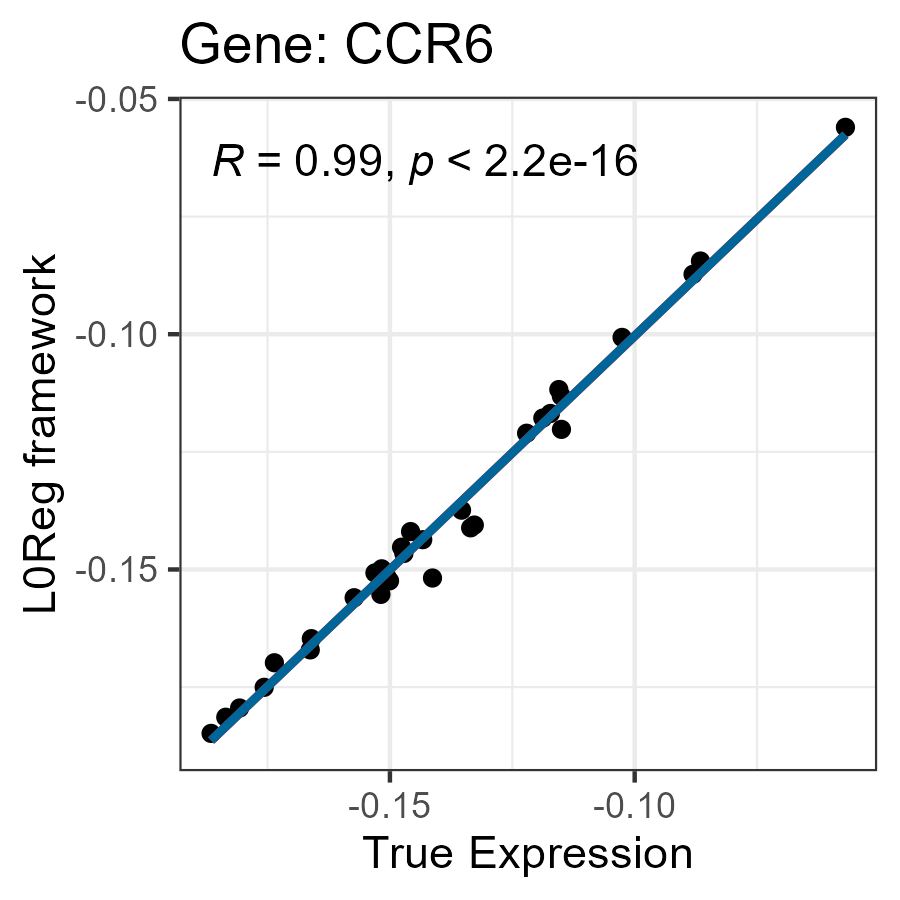 Gene: CCR6
R = 0.99, p < 2.2e-16
-0.05
-0.10
-0.15
L0Reg framework
-0.15
-0.10
True Expression